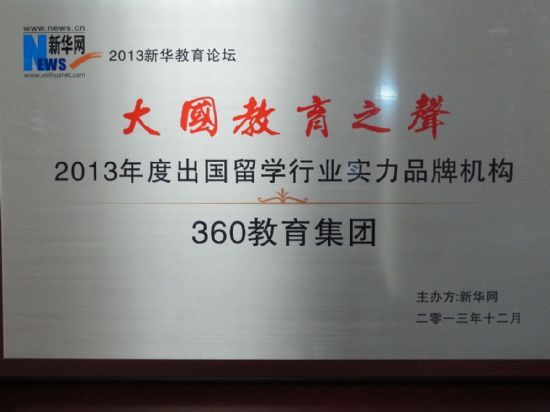 www.news.cn
新华网
NEWS
www.xinhuanet.com
2013新华教育论坛
大國教育之聲
2013年度出国留学行业实力品牌机构
360教育集团
主办方:新华网
二零一三年十二月